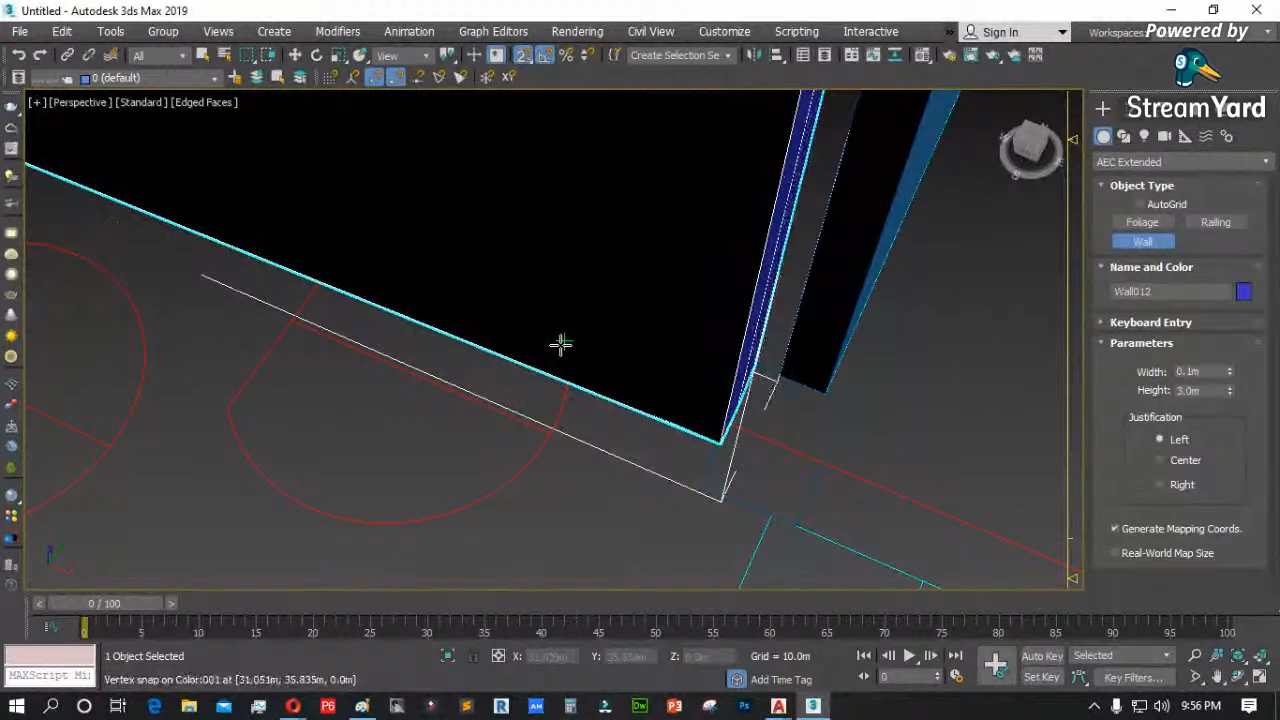 Untitled - Autodesk 3ds Max 2019
File Edit Tools Group Views Create Modifiers Animation Graph Editors Rendering Civil View Customize Scripting Interactive Sign In Workspaces:
Powered by
StreamYard
All View Create Selection Se
0 (default)
[+] [Perspective] [Standard] [Edged Faces]
AEC Extended
Object Type
AutoGrid
Foliage Railing
Wall
Name and Color
Wall012
Keyboard Entry
Parameters
Width: 0.1m
Height: 3.0m
Justification
Left
Center
Right
Generate Mapping Coords.
Real-World Map Size
0 / 100
0 5 10 15 20 25 30 35 40 45 50 55 60 65 70 75 80 85 90 95 100
1 Object Selected X: Y: Z: Grid = 10.0m Auto Key Selected
MAXScript Mi Vertex snap on Color:001 at [31.051m, 35.835m, 0.0m] Add Time Tag 0 Set Key Key Filters...
9:56 PM